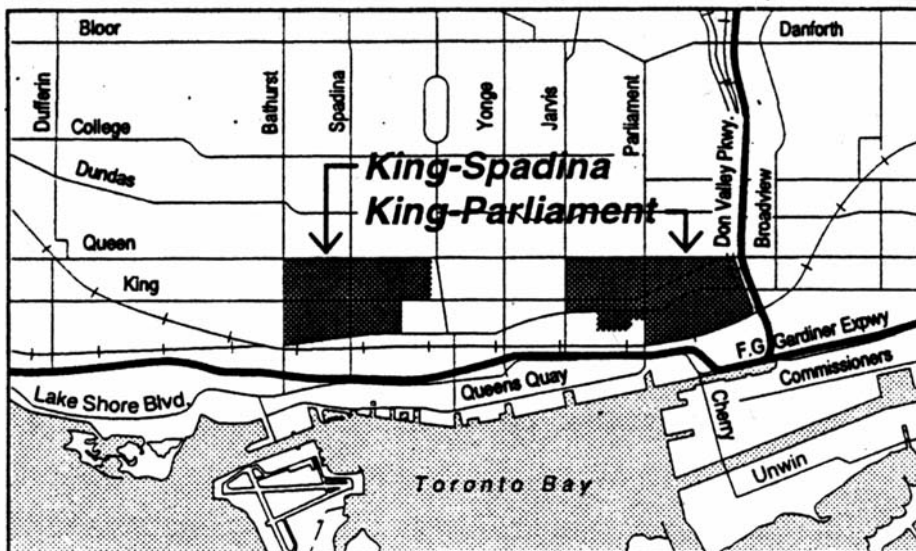 Bloor
Danforth
Dufferin
Bathurst
Spadina
Yonge
Jarvis
Parliament
Don Valley Pkwy.
Broadview
College
Dundas
King-Spadina
King-Parliament
Queen
King
F.G. Gardiner Expwy
Commissioners
Queens Quay
Lake Shore Blvd.
Cherry
Unwin
Toronto Bay